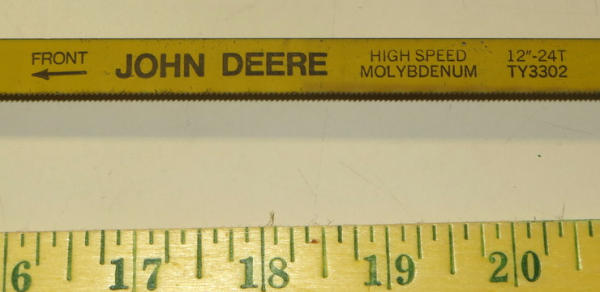 FRONT
JOHN DEERE
HIGH SPEED
MOLYBDENUM
12"-24T
TY3302
6 17 18 19 20